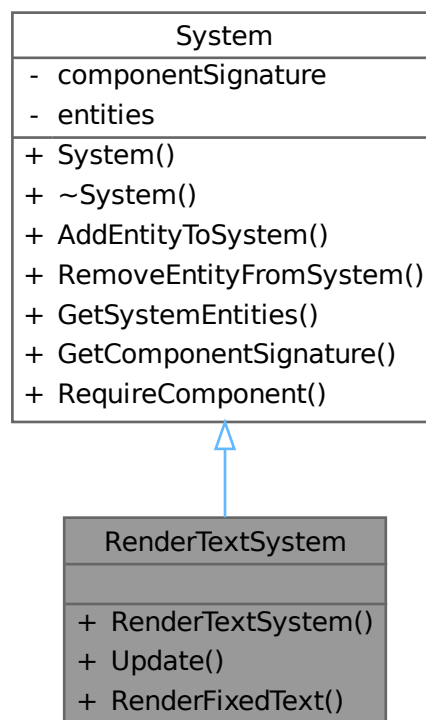 System
- componentSignature
- entities
+ System()
+ ~System()
+ AddEntityToSystem()
+ RemoveEntityFromSystem()
+ GetSystemEntities()
+ GetComponentSignature()
+ RequireComponent()
RenderTextSystem
+ RenderTextSystem()
+ Update()
+ RenderFixedText()